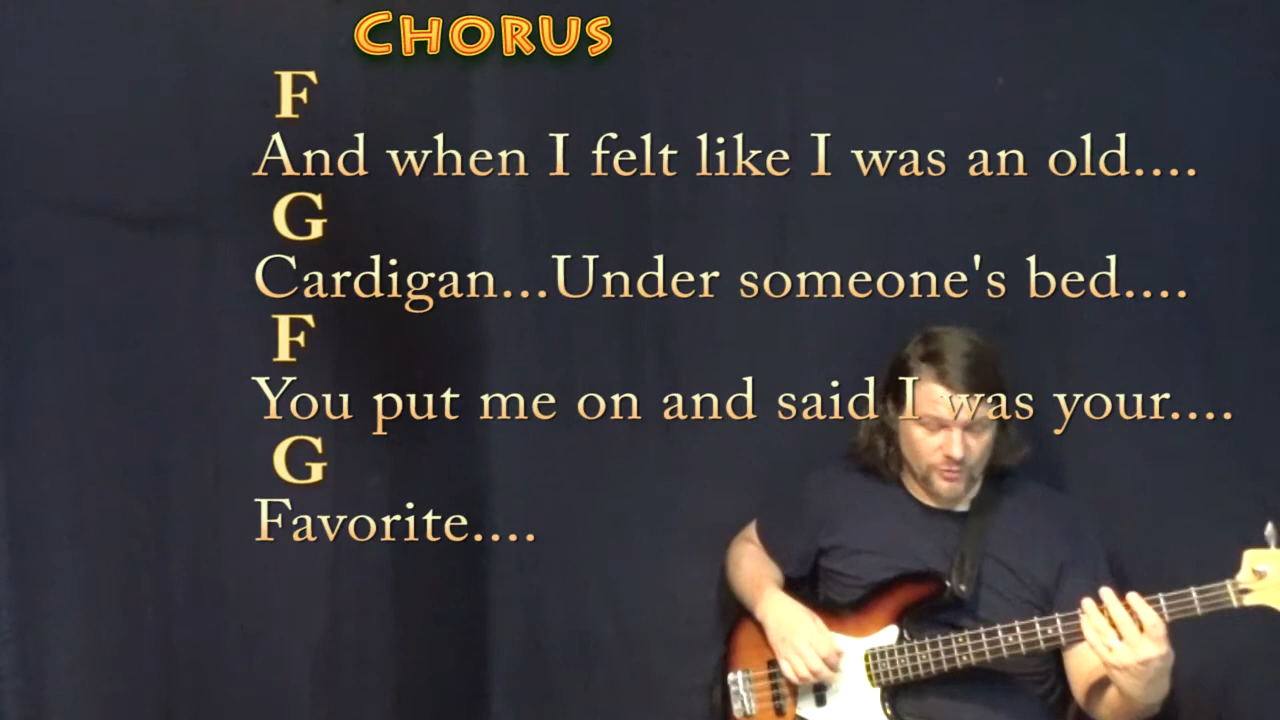 CHORUS
F
And when I felt like I was an old....
G
Cardigan...Under someone's bed....
F
You put me on and said I was your....
G
Favorite....